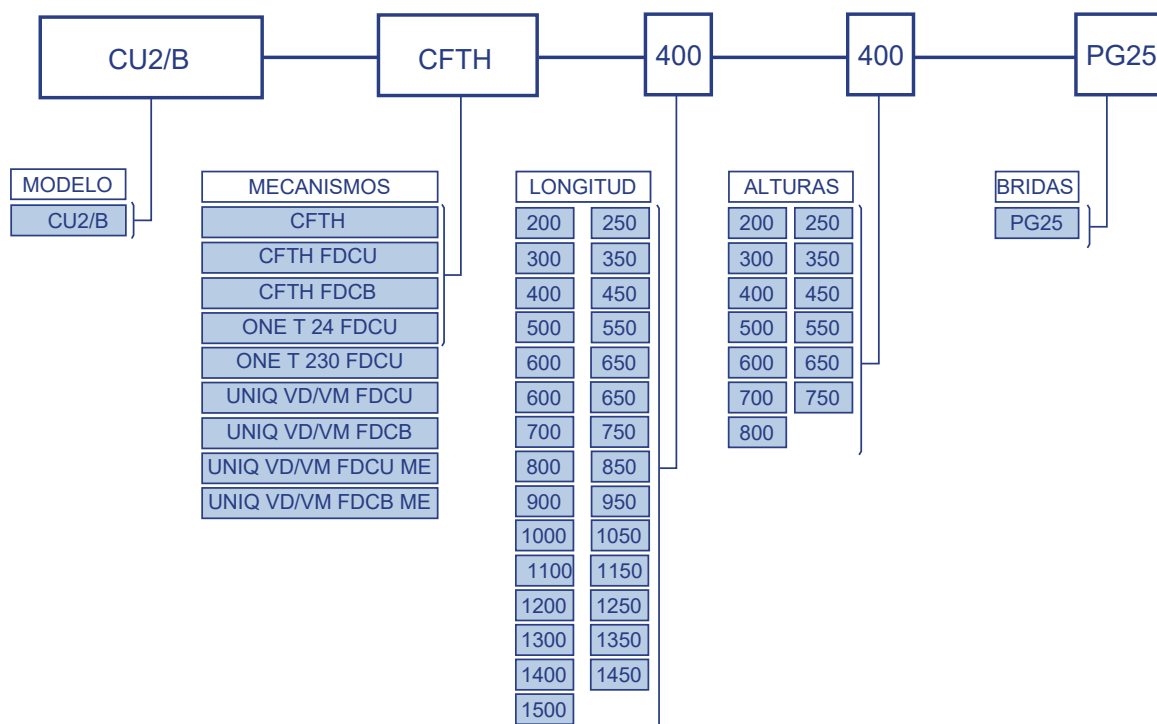 CU2/B CFTH 400 400 PG25
MODELO
CU2/B
MECANISMOS
CFTH
CFTH FDCU
CFTH FDCB
ONE T 24 FDCU
ONE T 230 FDCU
UNIQ VD/VM FDCU
UNIQ VD/VM FDCB
UNIQ VD/VM FDCU ME
UNIQ VD/VM FDCB ME
LONGITUD
200 250
300 350
400 450
500 550
600 650
600 650
700 750
800 850
900 950
1000 1050
1100 1150
1200 1250
1300 1350
1400 1450
1500
ALTURAS
200 250
300 350
400 450
500 550
600 650
700 750
800
BRIDAS
PG25